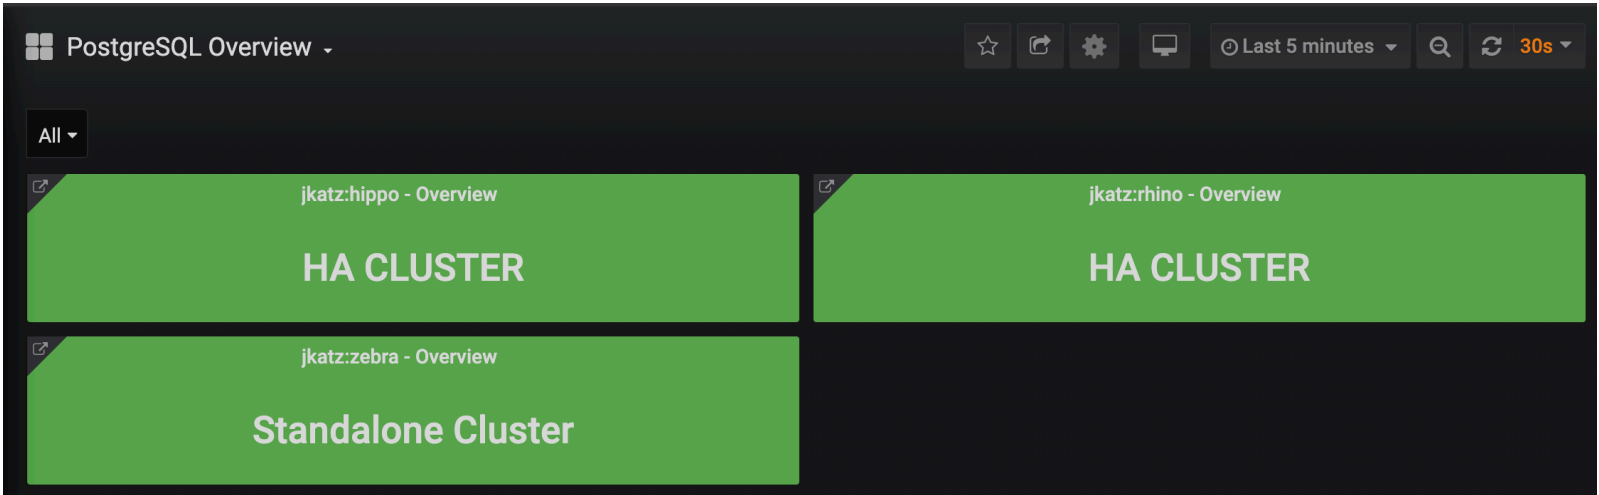 PostgreSQL Overview
Last 5 minutes
30s
All
jkatz:hippo - Overview
HA CLUSTER
jkatz:rhino - Overview
HA CLUSTER
jkatz:zebra - Overview
Standalone Cluster